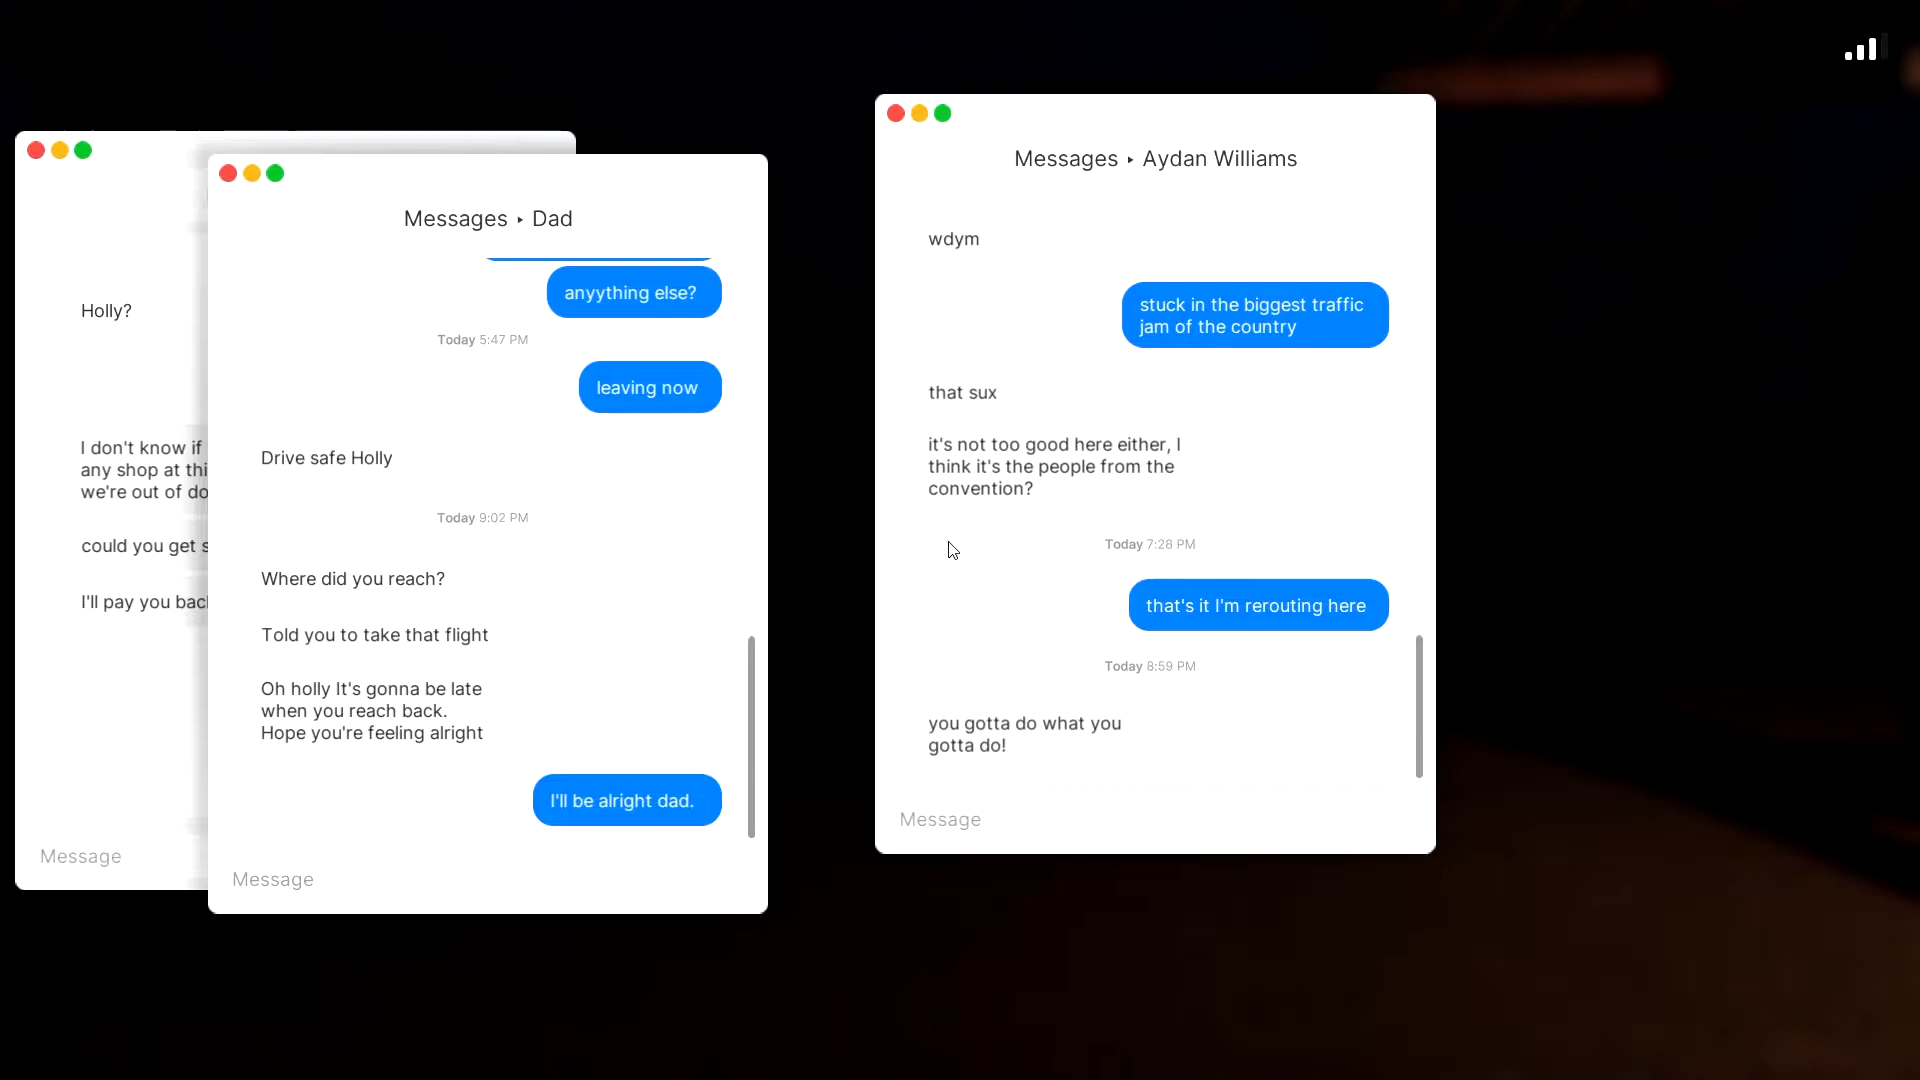 Holly?
I don't know if
any shop at thi
we're out of do
could you get s
I'll pay you bac
Message
Messages ‣ Dad
anyything else?
Today 5:47 PM
leaving now
Drive safe Holly
Today 9:02 PM
Where did you reach?
Told you to take that flight
Oh holly It's gonna be late
when you reach back.
Hope you're feeling alright
I'll be alright dad.
Message
Messages ‣ Aydan Williams
wdym
stuck in the biggest traffic
jam of the country
that sux
it's not too good here either, I
think it's the people from the
convention?
Today 7:28 PM
that's it I'm rerouting here
Today 8:59 PM
you gotta do what you
gotta do!
Message